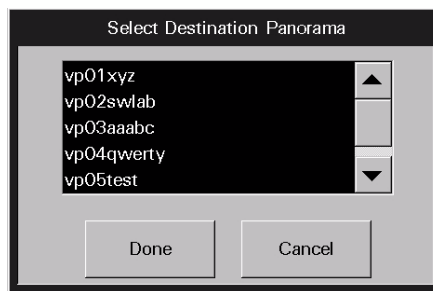 Select Destination Panorama
vp01xyz
vp02swlab
vp03aaabc
vp04qwerty
vp05test
Done
Cancel